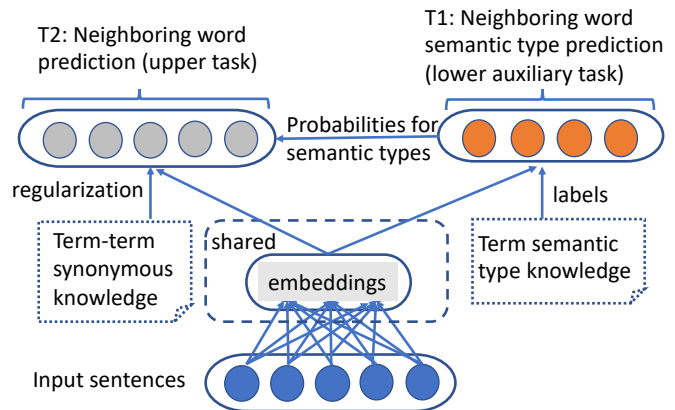 T2: Neighboring word
prediction (upper task)
T1: Neighboring word
semantic type prediction
(lower auxiliary task)
Probabilities for
semantic types
regularization
labels
Term-term
synonymous
knowledge
shared
embeddings
Term semantic
type knowledge
Input sentences